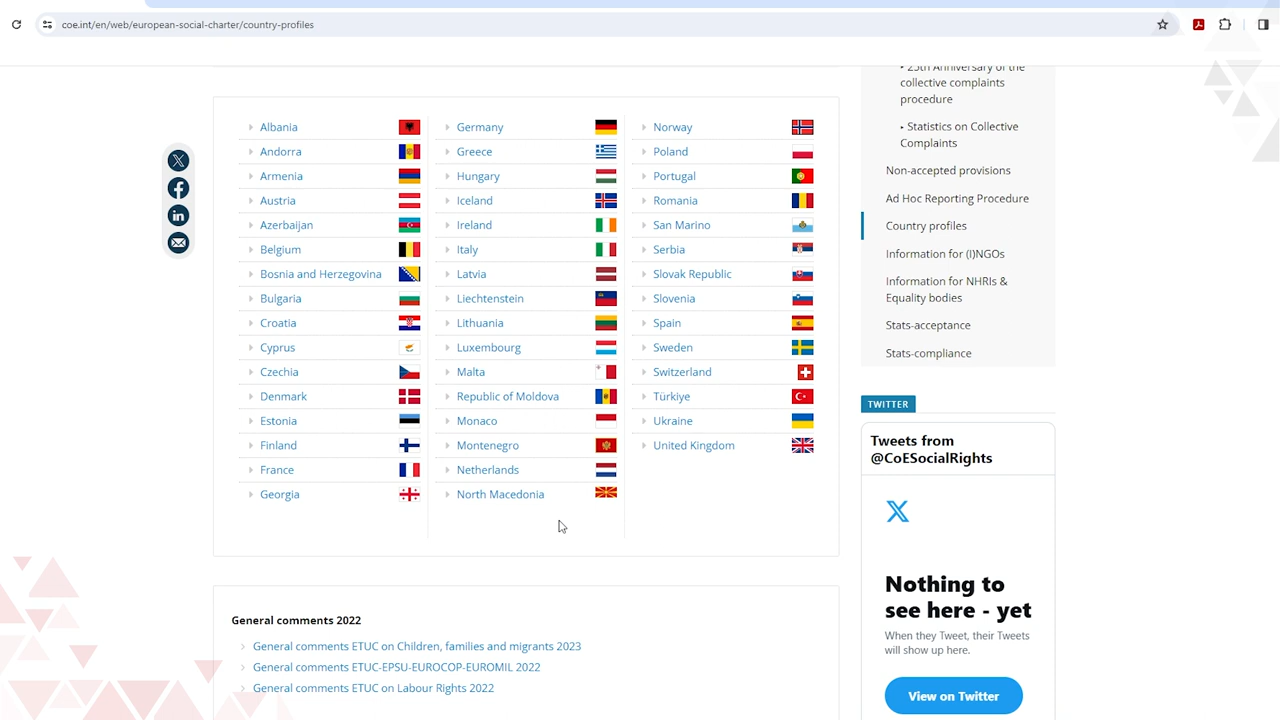 coe.int/en/web/european-social-charter/country-profiles
Albania
Andorra
Armenia
Austria
Azerbaijan
Belgium
Bosnia and Herzegovina
Bulgaria
Croatia
Cyprus
Czechia
Denmark
Estonia
Finland
France
Georgia
Germany
Greece
Hungary
Iceland
Ireland
Italy
Latvia
Liechtenstein
Lithuania
Luxembourg
Malta
Republic of Moldova
Monaco
Montenegro
Netherlands
North Macedonia
Norway
Poland
Portugal
Romania
San Marino
Serbia
Slovak Republic
Slovenia
Spain
Sweden
Switzerland
Türkiye
Ukraine
United Kingdom
General comments 2022
General comments ETUC on Children, families and migrants 2023
General comments ETUC-EPSU-EUROCOP-EUROMIL 2022
General comments ETUC on Labour Rights 2022
25th Anniversary of the
collective complaints
procedure
Statistics on Collective
Complaints
Non-accepted provisions
Ad Hoc Reporting Procedure
Country profiles
Information for (I)NGOs
Information for NHRIs &
Equality bodies
Stats-acceptance
Stats-compliance
TWITTER
Tweets from
@CoESocialRights
Nothing to
see here - yet
When they Tweet, their Tweets
will show up here.
View on Twitter